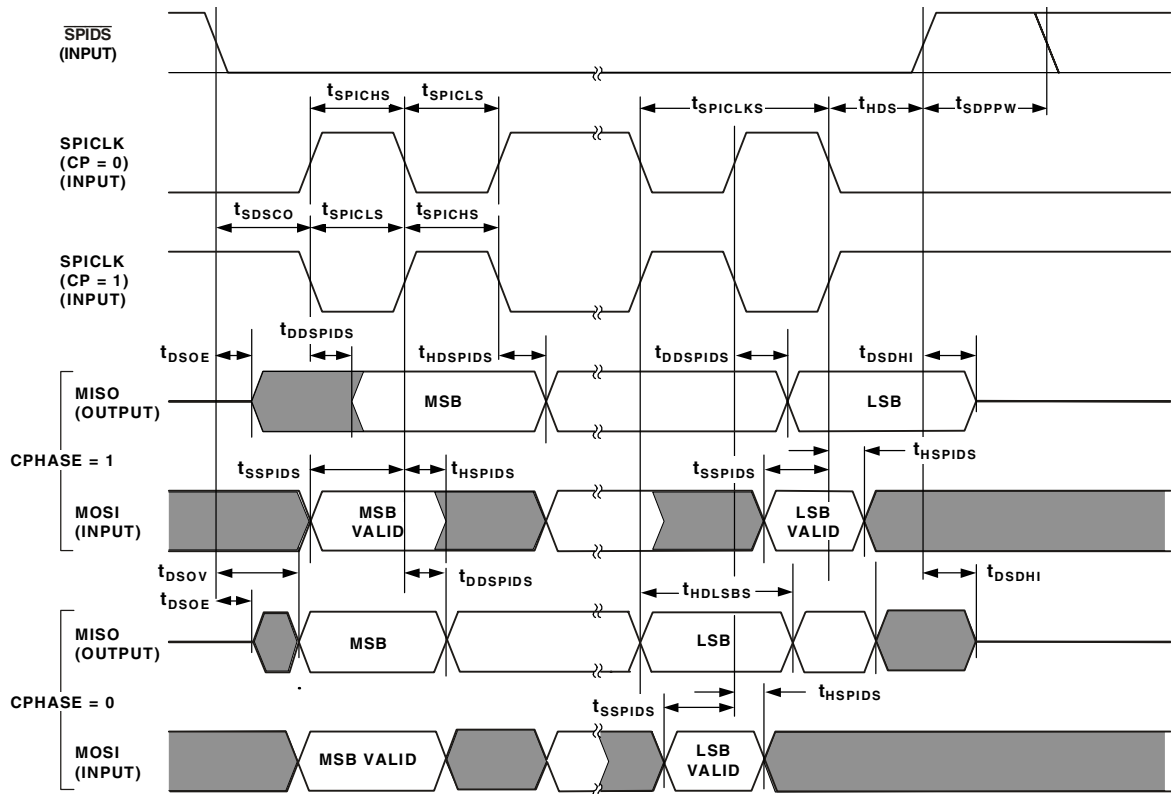 SPIDS
(INPUT)
tSPICHS tSPICLS tSPICLKS tHDS tSDPPW
SPICLK
(CP = 0)
(INPUT)
tSDSCO tSPICLS tSPICHS
SPICLK
(CP = 1)
(INPUT)
tDSOE tDDSPIDS tHDSPIDS tDDSPIDS tDSDHI
MISO
(OUTPUT)
MSB LSB
CPHASE = 1
tSSPIDS tHSPIDS tSSPIDS tHSPIDS
MOSI
(INPUT)
MSB
VALID
LSB
VALID
tDSOV tDDSPIDS tDSDHI
tDSOE tHDLSBS
MISO
(OUTPUT)
MSB LSB
CPHASE = 0
tSSPIDS tHSPIDS
MOSI
(INPUT)
MSB VALID
LSB
VALID